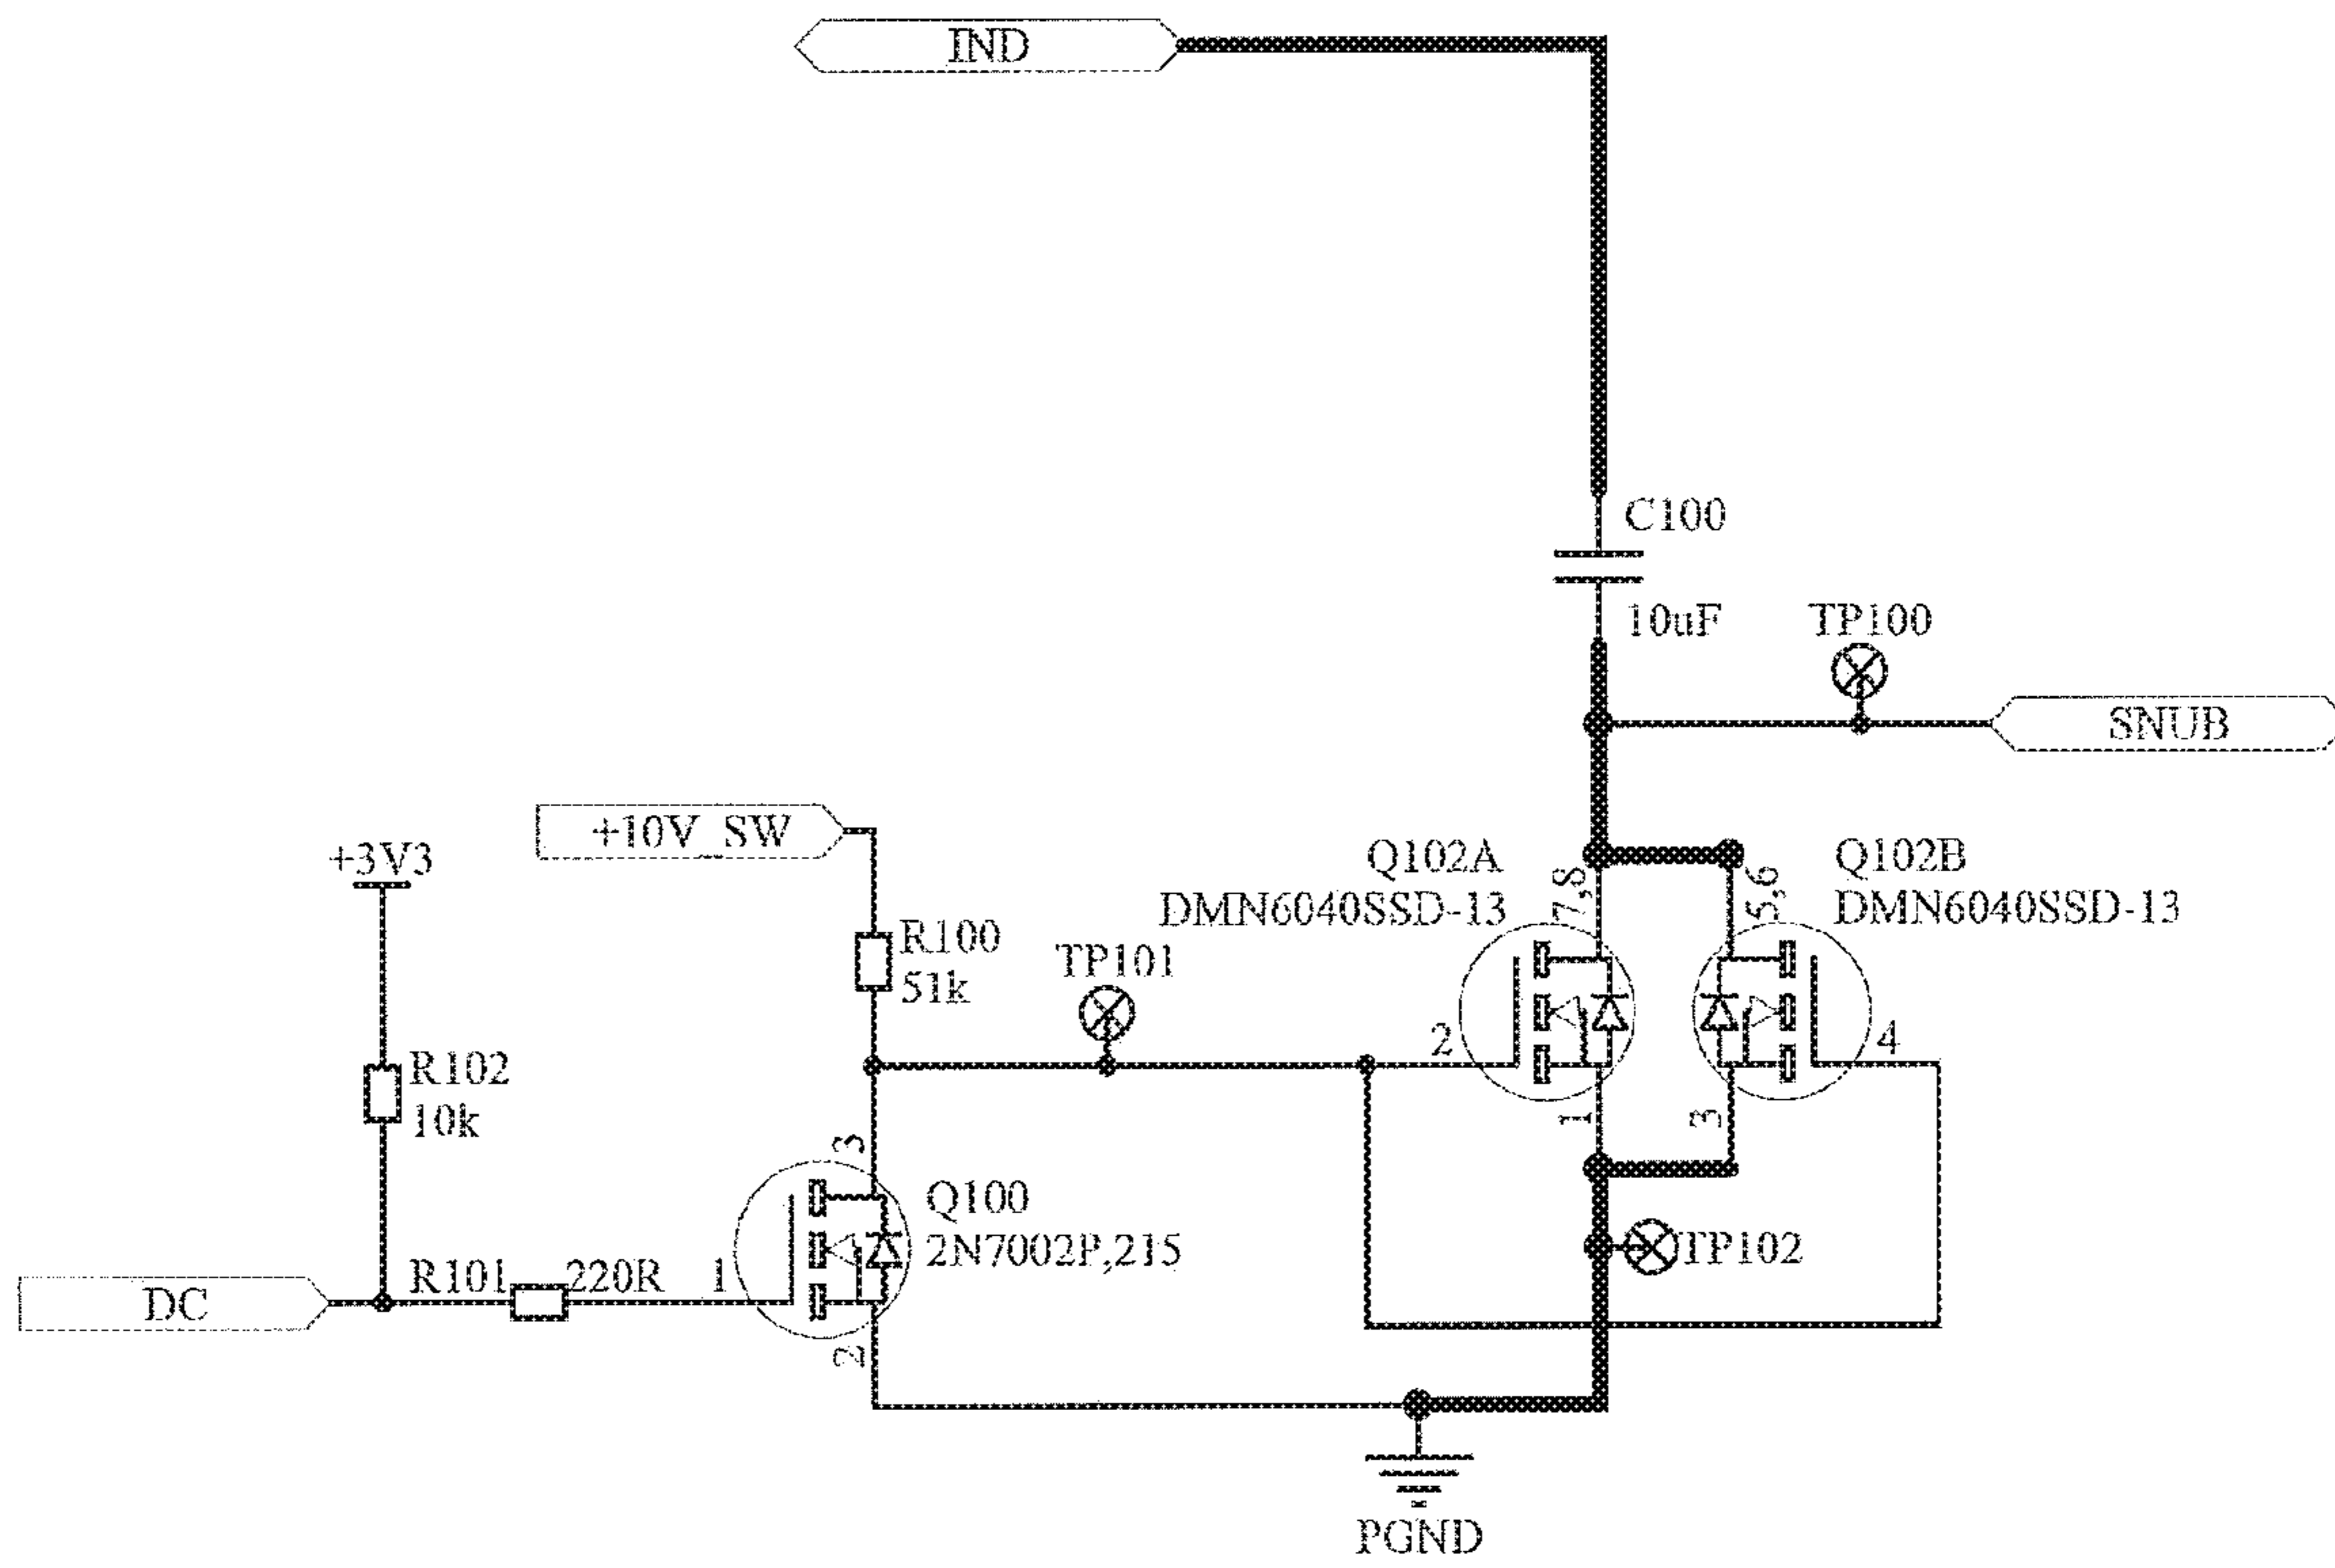 IND
C100
10uF
TP100
SNUB
+10V_SW
+3V3
Q102A
DMN6040SSD-13
7,8
5,6
Q102B
DMN6040SSD-13
R100
51k
TP101
2
4
R102
10k
1
3
3
Q100
2N7002P,215
TP102
DC
R101
220R
1
2
PGND